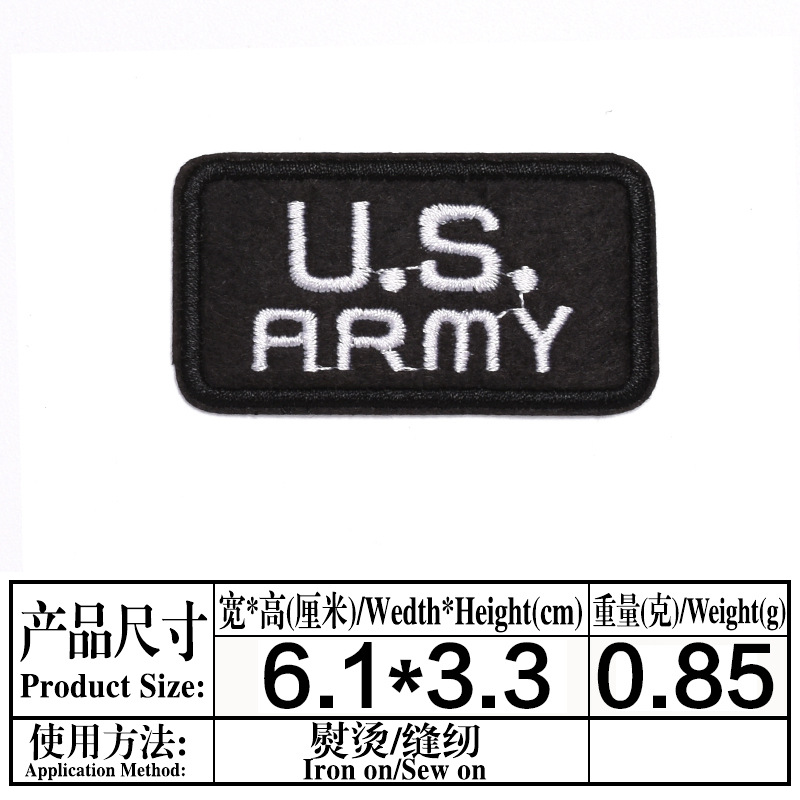 U.S.
ARMY
产品尺寸
Product Size:
宽*高(厘米)/Wedth*Height(cm)
6.1*3.3
重量(克)/Weight(g)
0.85
使用方法:
Application Method:
熨烫/缝纫
Iron on/Sew on